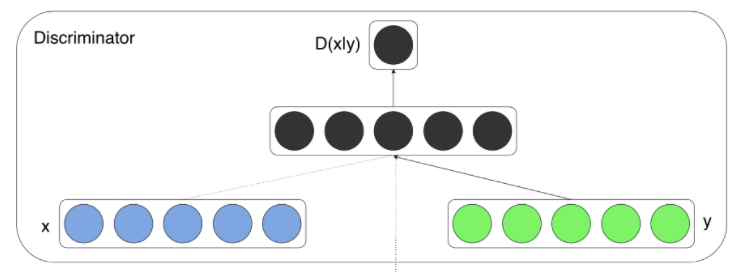 Discriminator
D(x|y)
x
y